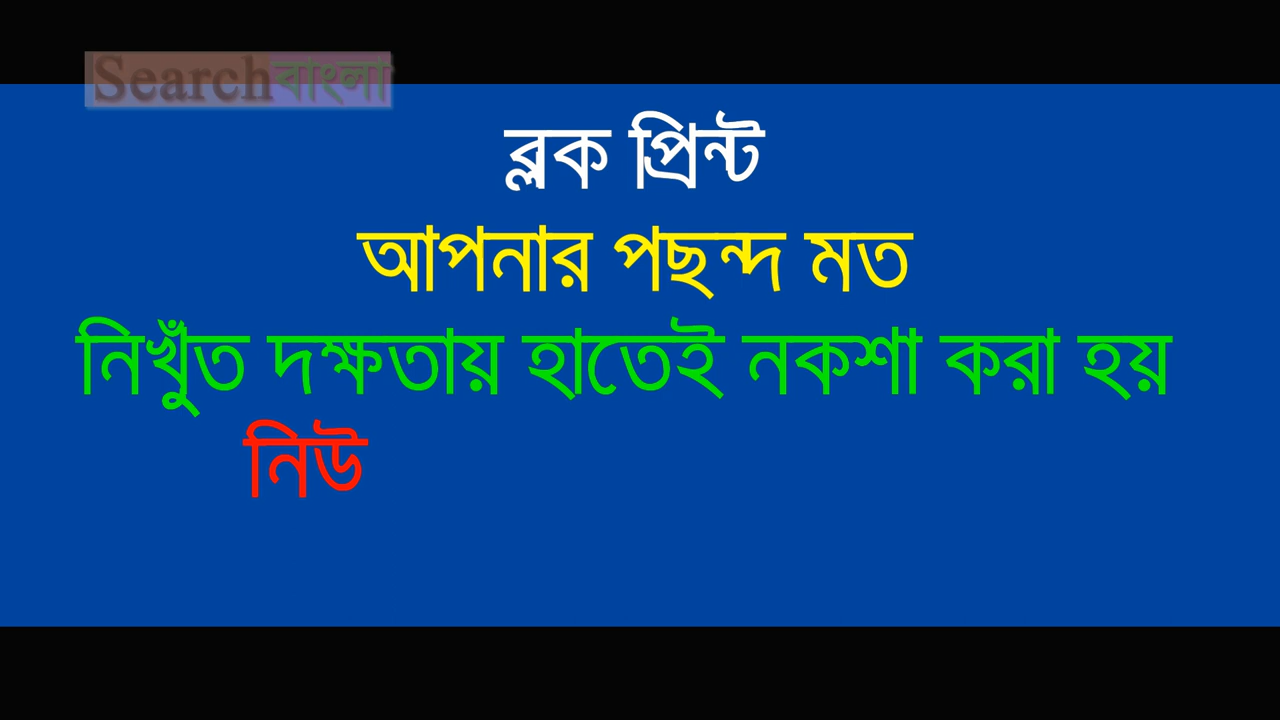 Searchবাংলা
ব্লক প্রিন্ট
আপনার পছন্দ মত
নিখুঁত দক্ষতায় হাতেই নকশা করা হয়
নিউ